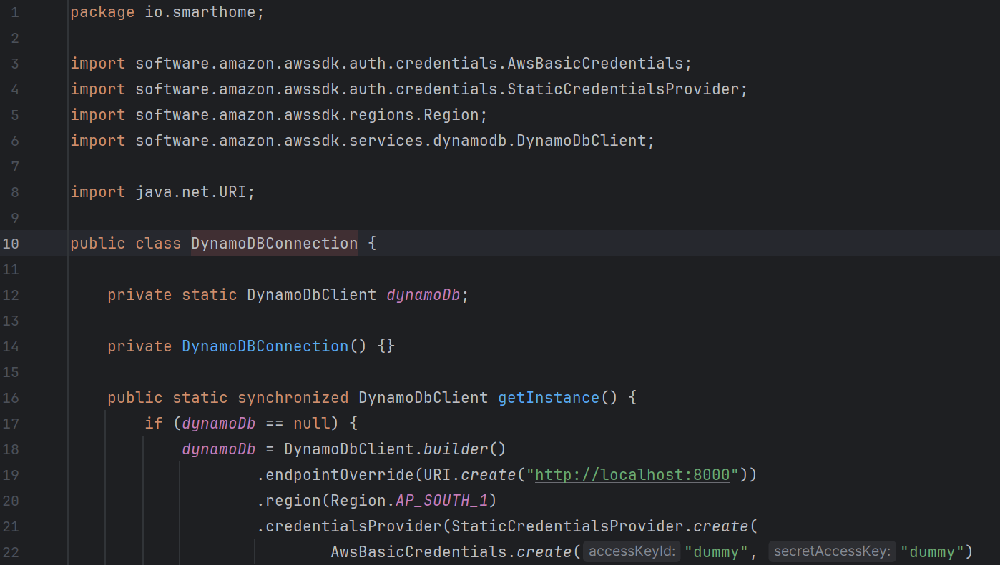 1 package io.smarthome;
2
3 import software.amazon.awssdk.auth.credentials.AwsBasicCredentials;
4 import software.amazon.awssdk.auth.credentials.StaticCredentialsProvider;
5 import software.amazon.awssdk.regions.Region;
6 import software.amazon.awssdk.services.dynamodb.DynamoDbClient;
7
8 import java.net.URI;
9
10 public class DynamoDBConnection {
11
12     private static DynamoDbClient dynamoDb;
13
14     private DynamoDBConnection() {}
15
16     public static synchronized DynamoDbClient getInstance() {
17         if (dynamoDb == null) {
18             dynamoDb = DynamoDbClient.builder()
19                     .endpointOverride(URI.create("http://localhost:8000"))
20                     .region(Region.AP_SOUTH_1)
21                     .credentialsProvider(StaticCredentialsProvider.create(
22                             AwsBasicCredentials.create( accessKeyId: "dummy", secretAccessKey: "dummy")